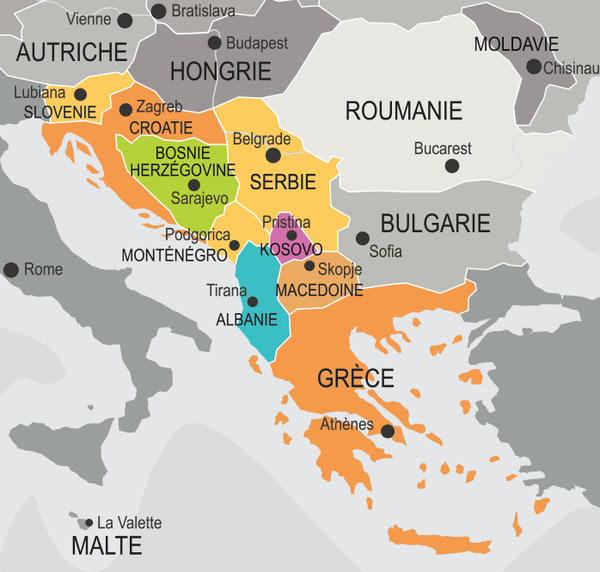 Bratislava
Vienne
AUTRICHE
Budapest
HONGRIE
MOLDAVIE
Chisinau
Lubiana
SLOVENIE
Zagreb
CROATIE
ROUMANIE
Belgrade
Bucarest
BOSNIE
HERZÉGOVINE
SERBIE
Sarajevo
Pristina
BULGARIE
Podgorica
KOSOVO
Sofia
MONTÉNÉGRO
Rome
Skopje
Tirana
MACEDOINE
ALBANIE
GRÈCE
Athènes
La Valette
MALTE